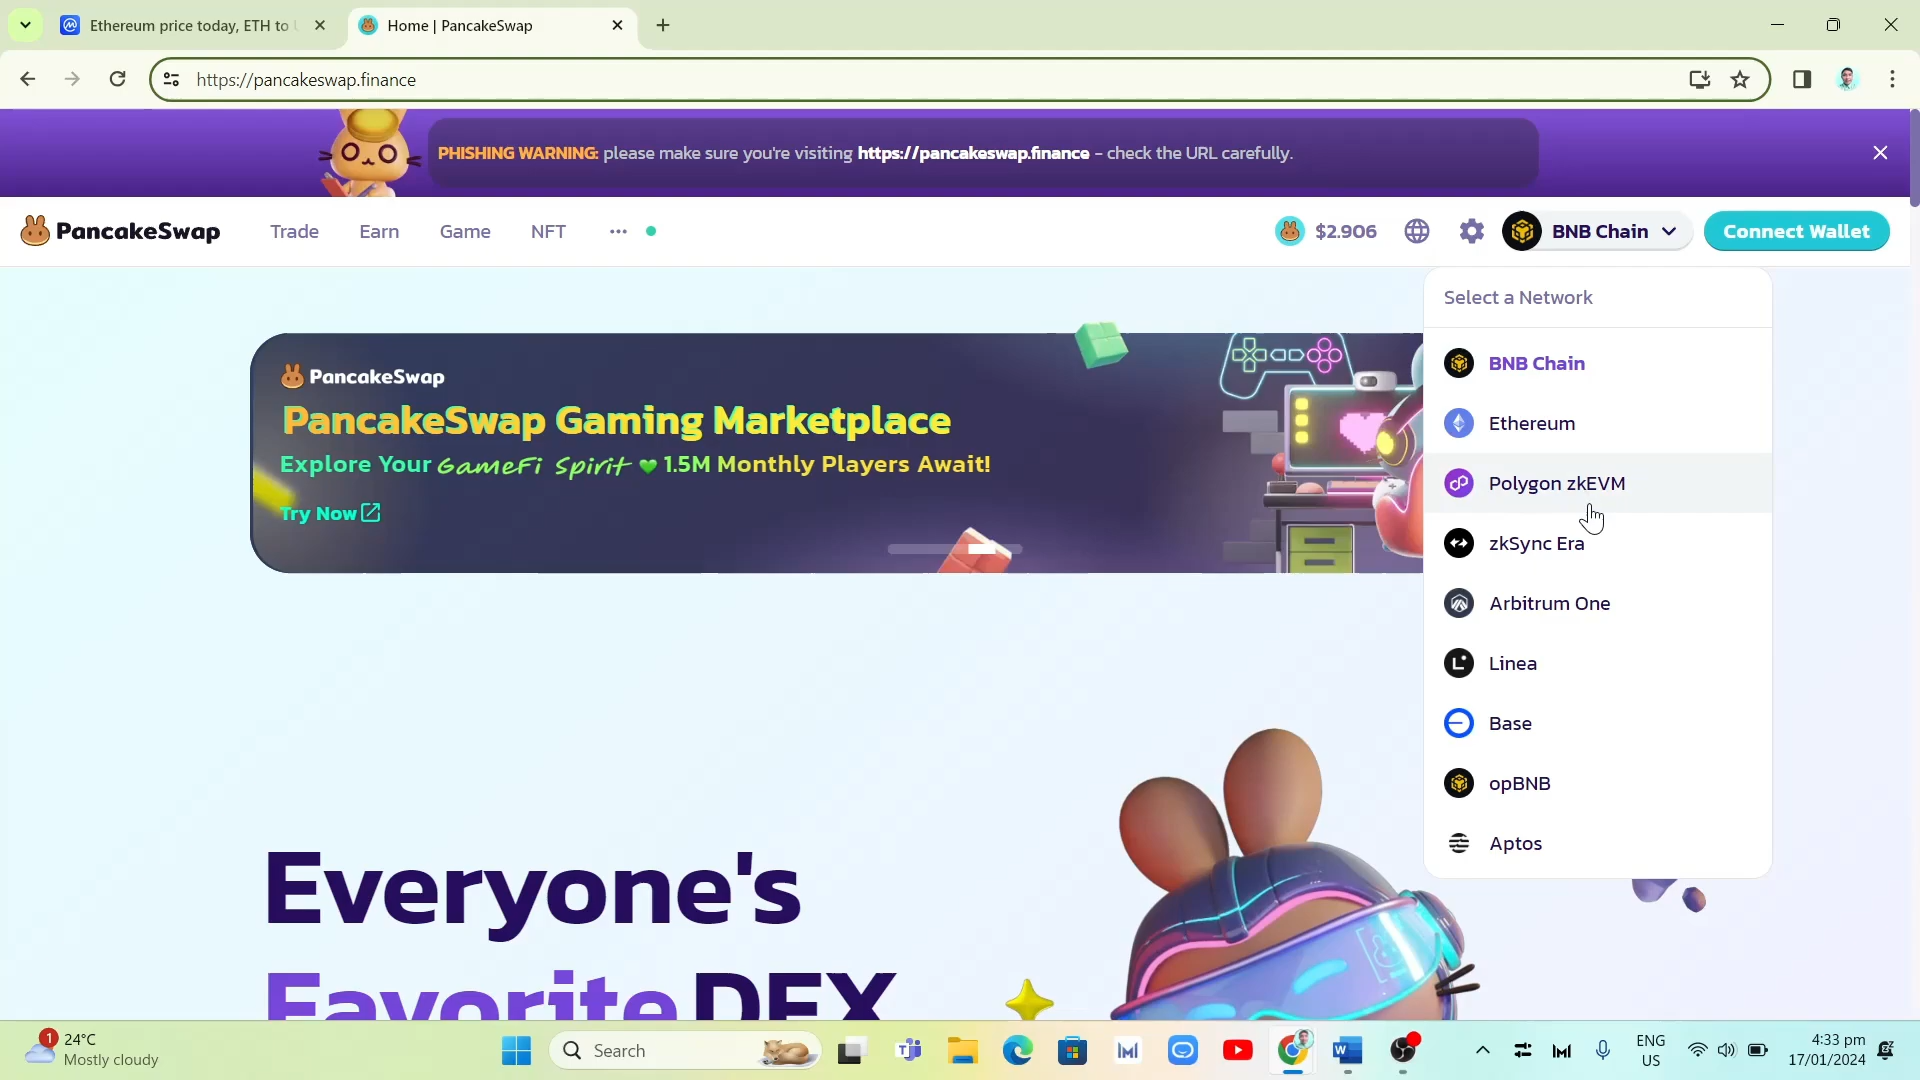 Ethereum price today, ETH to
Home | PancakeSwap
https://pancakeswap.finance
PHISHING WARNING: please make sure you're visiting https://pancakeswap.finance - check the URL carefully.
PancakeSwap
Trade
Earn
Game
NFT
$2.906
BNB Chain
Connect Wallet
Select a Network
BNB Chain
Ethereum
Polygon zkEVM
zkSync Era
Arbitrum One
Linea
Base
opBNB
Aptos
PancakeSwap
PancakeSwap Gaming Marketplace
Explore Your GameFi Spirit 💚 1.5M Monthly Players Await!
Try Now
Everyone's
Favorite DEX
1
24°C
Mostly cloudy
Search
ENG
US
4:33 pm
17/01/2024